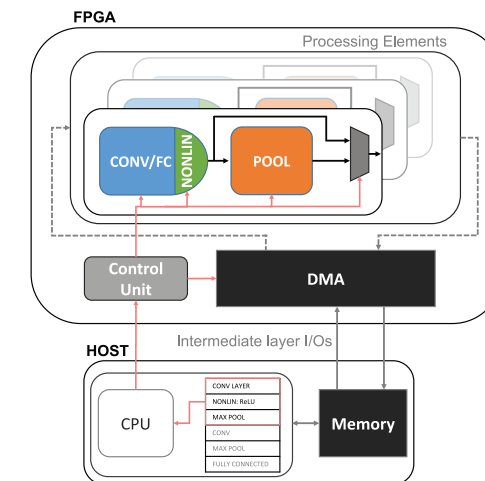 FPGA
Processing Elements
CONV/FC
NONLIN
POOL
Control
Unit
DMA
Intermediate layer I/Os
HOST
CPU
CONV LAYER
NONLIN: ReLU
MAX POOL
CONV
MAX POOL
FULLY CONNECTED
Memory